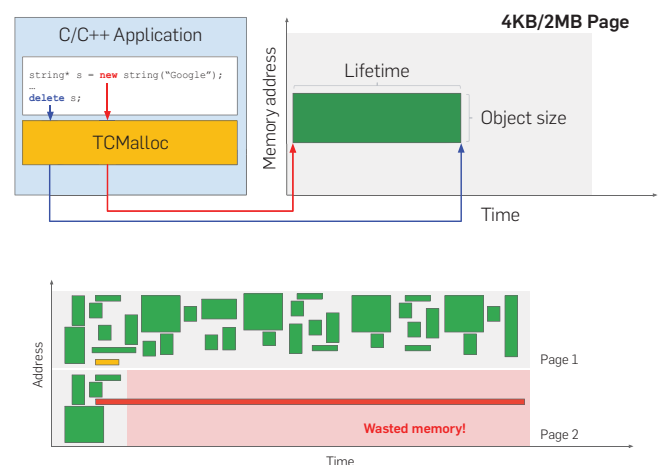 4KB/2MB Page
C/C++ Application
string* s = new string(“Google”);
…
delete s;
TCMalloc
Memory address
Lifetime
Object size
Time
Address
Page 1
Wasted memory!
Page 2
Time